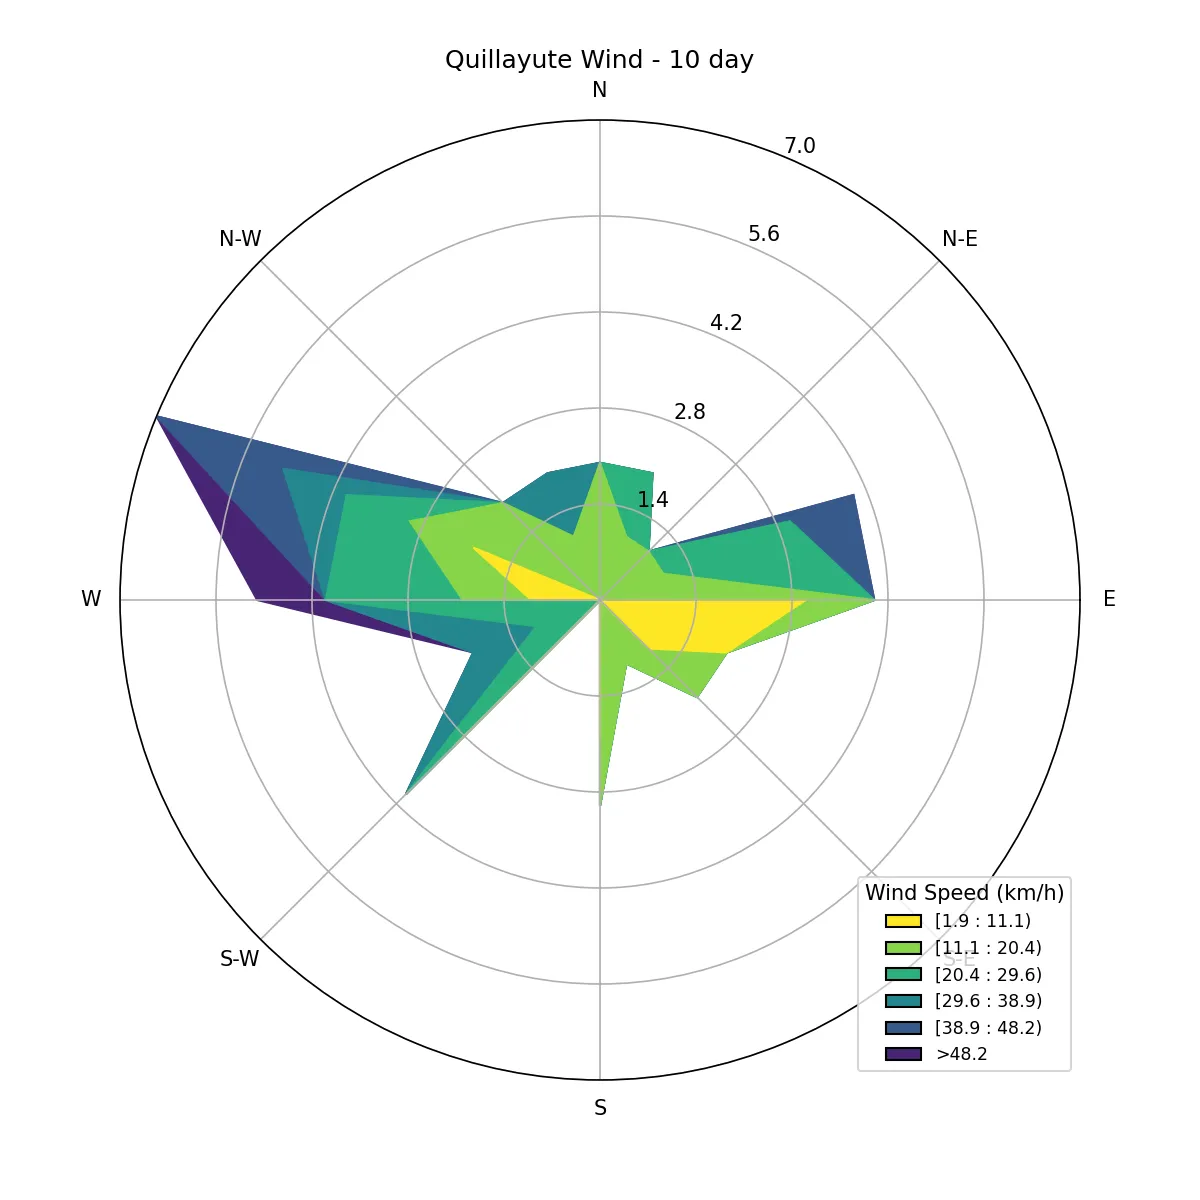 Quillayute Wind - 10 day
N
7.0
N-W
5.6
N-E
4.2
2.8
1.4
W
E
S-W
S-E
S
Wind Speed (km/h)
[1.9 : 11.1)
[11.1 : 20.4)
[20.4 : 29.6)
[29.6 : 38.9)
[38.9 : 48.2)
>48.2